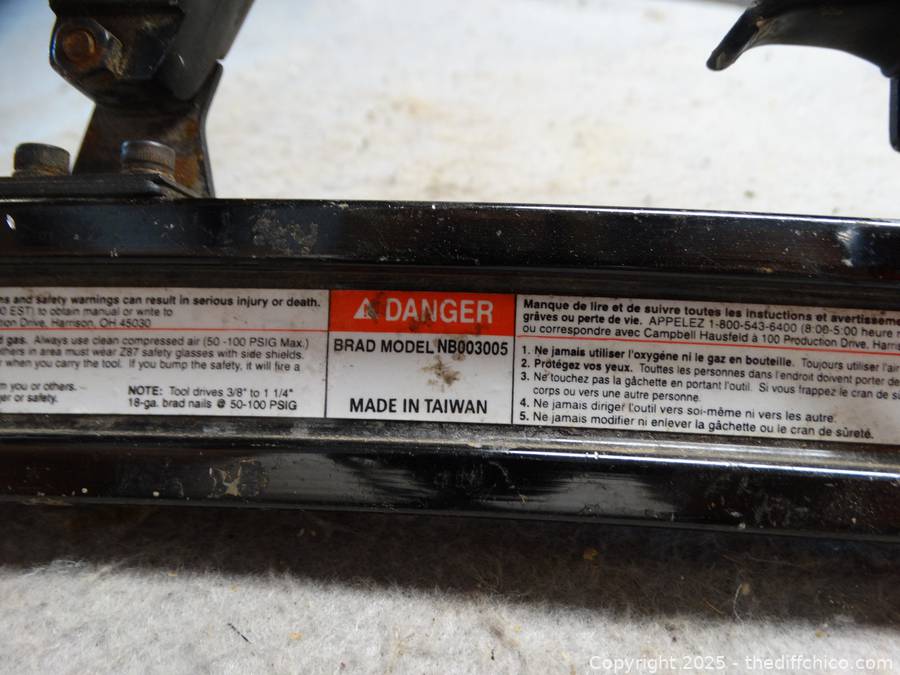 ns and safety warnings can result in serious injury or death.
EST) to obtain manual or write to
Drive, Harrison, OH 45030
gas. Always use clean compressed air (50 -100 PSIG Max.)
others in area must wear Z87 safety glasses with side shields.
when you carry the tool. If you bump the safety, it will fire a
you or others.
or safety.
NOTE: Tool drives 3/8" to 1 1/4"
18-ga. brad nails @ 50-100 PSIG
DANGER
BRAD MODEL NB003005
MADE IN TAIWAN
Manque de lire et de suivre toutes les instuctions et avertisseme
grâves ou perte de vie. APPELEZ 1-800-543-6400 (8:00-5:00 heure
ou correspondre avec Campbell Hausfeld à 100 Production Drive, Harris
1. Ne jamais utiliser l'oxygéne ni le gaz en bouteille. Toujours utiliser l'air
2. Protégez vos yeux. Toutes les personnes dans l'endroit doivent porter de
3. Ne touchez pas la gâchette en portant l'outil. Si vous frappez le cran de sû
corps ou vers une autre personne.
4. Ne jamais diriger l'outil vers soi-même ni vers les autre.
5. Ne jamais modifier ni enlever la gâchette ou le cran de sûreté.
Copyright 2025 - thediffchico.com